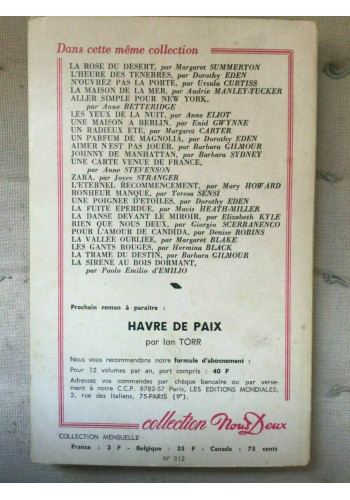 Dans cette même collection
LA ROSE DU DESERT, par Margaret SUMMERTON
L'HEURE DES TENEBRES, par Dorothy EDEN
N'OUVREZ PAS LA PORTE, par Ursula CURTISS
LA MAISON DE LA MER, par Audrie MANLEY-TUCKER
ALLER SIMPLE POUR NEW YORK,
par Anne BETTERIDGE
LES YEUX DE LA NUIT, par Anne ELIOT
UNE MAISON A BERLIN, par Enid GWYNNE
UN RADIEUX ETE, par Margaret CARTER
UN PARFUM DE MAGNOLIA, par Dorothy EDEN
AIMER N'EST PAS JOUER, par Barbara GILMOUR
JOHNNY DE MANHATTAN, par Barbara SYDNEY
UNE CARTE VENUE DE FRANCE,
par Anne STEVENSON
ZARA, par Joyce STRANGER
L'ETERNEL RECOMMENCEMENT, par Mary HOWARD
BONHEUR MANQUE, par Teresa SENSI
UNE POIGNEE D'ETOILES, par Dorothy EDEN
LA FUITE EPERDUE, par Mavis HEATH-MILLER
LA DANSE DEVANT LE MIROIR, par Elizabeth KYLE
RIEN QUE NOUS DEUX, par Giorgio SCERBANENCO
POUR L'AMOUR DE CANDIDA, par Denise ROBINS
LA VALLEE OUBLIEE, par Margaret BLAKE
LES GANTS ROUGES, par Hermina BLACK
LA TRAME DU DESTIN, par Barbara GILMOUR
LA SIRENE AU BOIS DORMANT,
par Paolo Emilio d'EMILIO
Prochain roman à paraître :
HAVRE DE PAIX
par Ian TORR
Nous vous recommandons notre formule d'abonnement :
Pour 12 volumes par an, port compris : 40 F
Adressez vos commandes par chèque bancaire ou par verse-
ment à notre C.C.P. 8782-57 Paris, LES EDITIONS MONDIALES,
2, rue des Italiens, 75-PARIS (9e).
collection Nous Deux
COLLECTION MENSUELLE
France : 3 F - Belgique : 35 F - Canada : 75 cents
N° 312